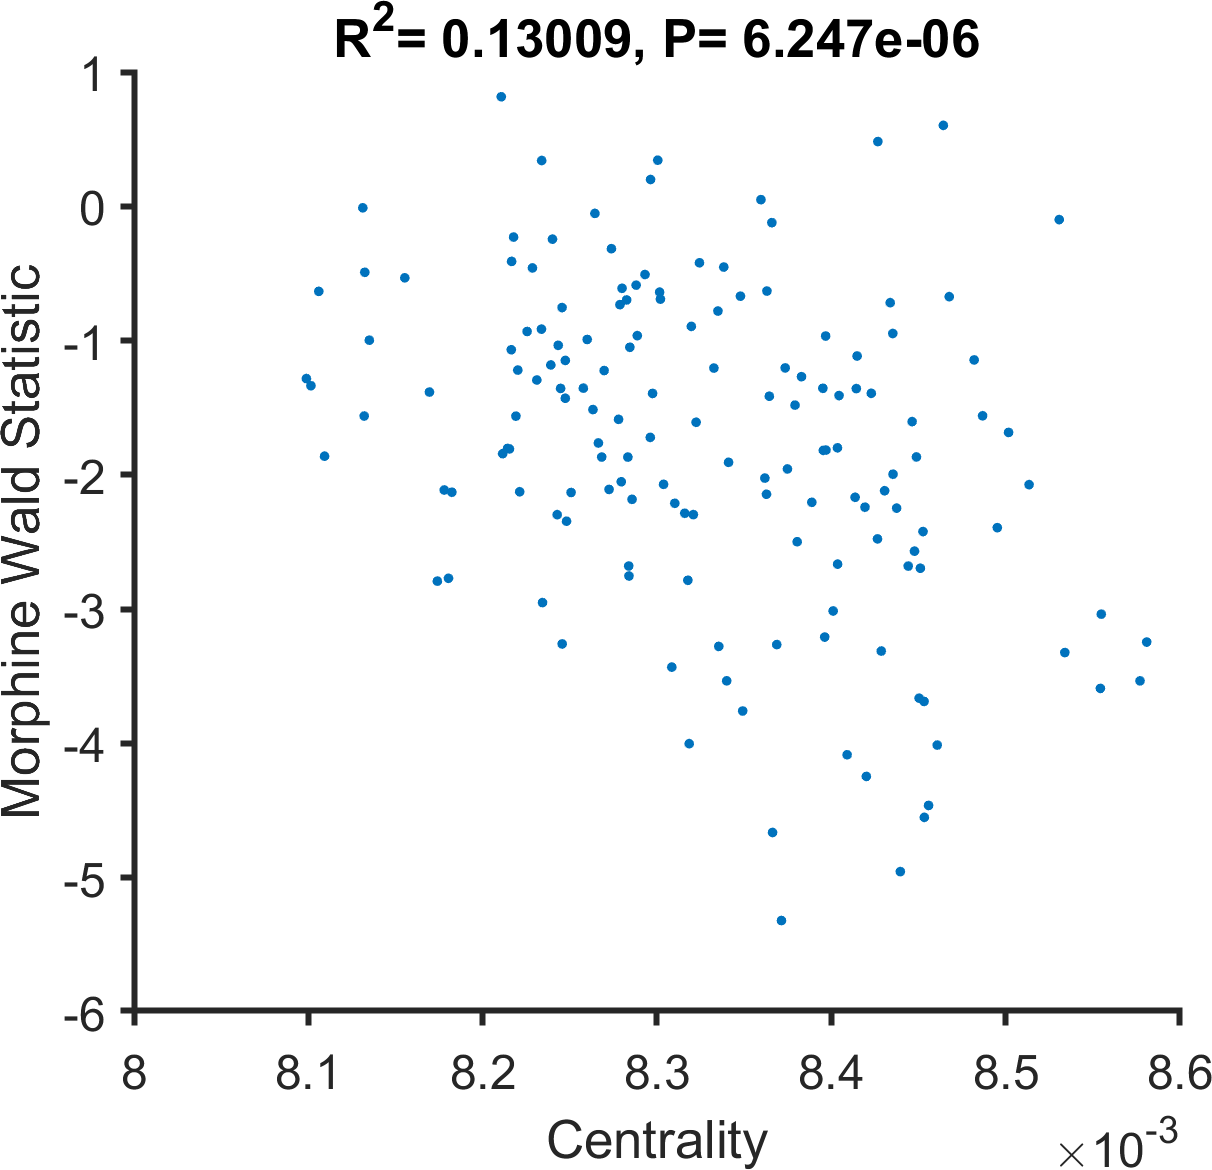 R²= 0.13009, P= 6.247e-06
1
0
-1
-2
-3
-4
-5
-6
Morphine Wald Statistic
8 8.1 8.2 8.3 8.4 8.5 8.6
Centrality
×10⁻³